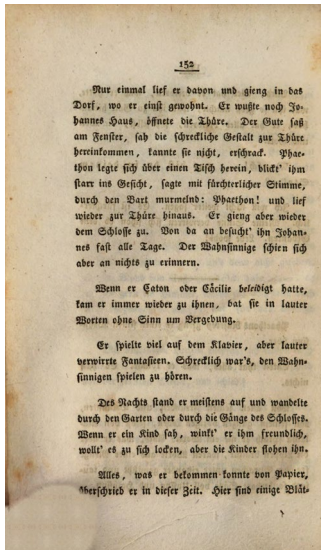 152
Nur einmal lief er davon und gieng in das
Dorf, wo er einst gewohnt. Er wußte noch Jo-
hannes Haus, öffnete die Thüre. Der Gute saß
am Fenster, sah die schreckliche Gestalt zur Thüre
hereinkommen, kannte sie nicht, erschrack. Phae-
thon legte sich über einen Tisch herein, blickt' ihm
starr ins Gesicht, sagte mit fürchterlicher Stimme,
durch den Bart murmelnd: Phaethon! und lief
wieder zur Thüre hinaus. Er gieng aber wieder
dem Schlosse zu. Von da an besucht' ihn Johan-
nes fast alle Tage. Der Wahnsinnige schien sich
aber an nichts zu erinnern.
Wenn er Caton oder Cäcilie beleidigt hatte,
kam er immer wieder zu ihnen, bat sie in lauter
Worten ohne Sinn um Vergebung.
Er spielte viel auf dem Klavier, aber lauter
verwirrte Fantasieen. Schrecklich war's, den Wahn-
sinnigen spielen zu hören.
Des Nachts stand er meistens auf und wandelte
durch den Garten oder durch die Gänge des Schlosses.
Wenn er ein Kind sah, winkt' er ihm freundlich,
wollt' es zu sich locken, aber die Kinder flohen ihn.
Alles, was er bekommen konnte von Papier,
überschrieb er in dieser Zeit. Hier sind einige Blät-